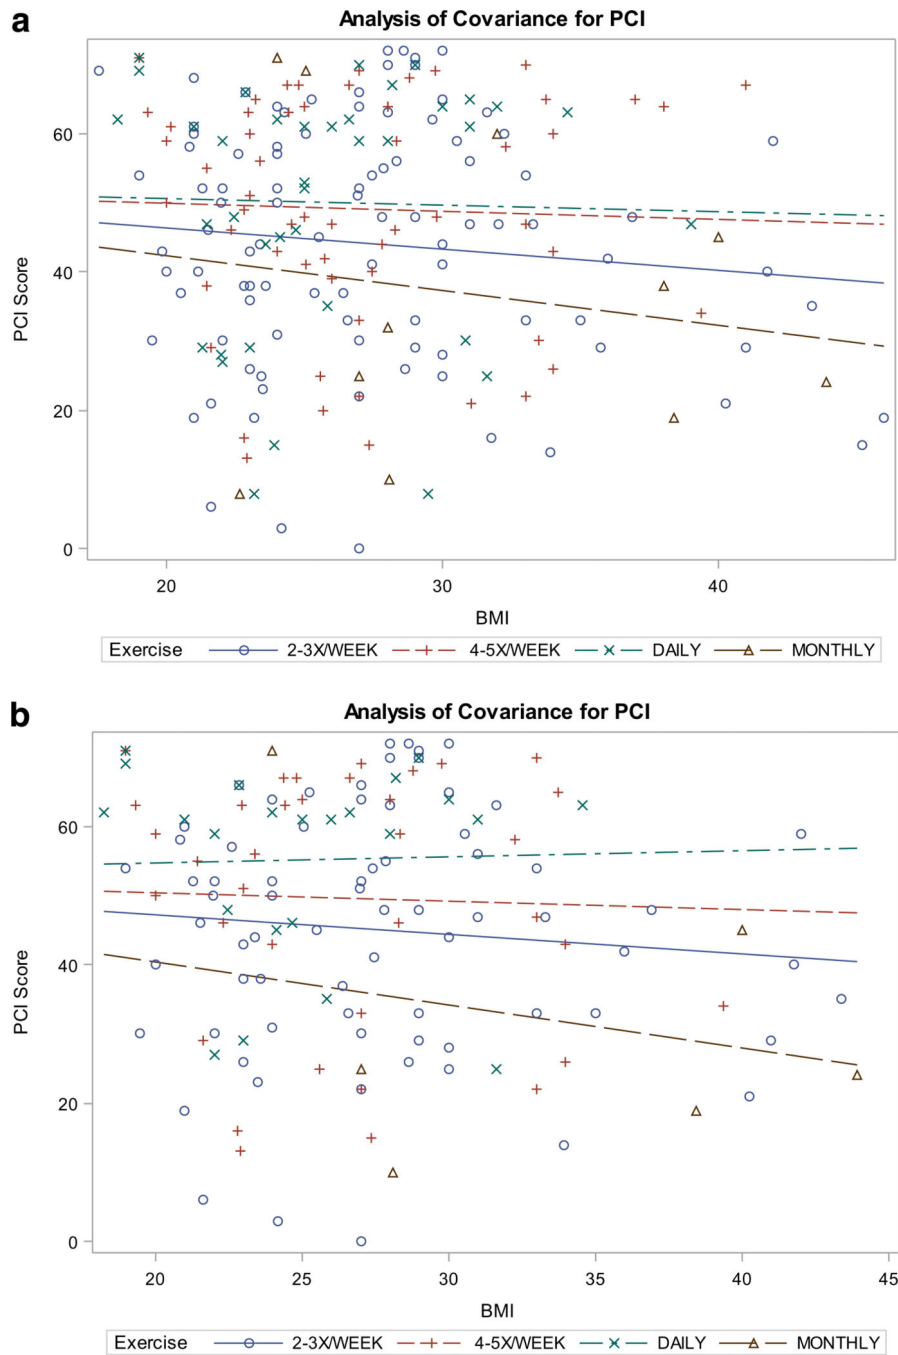 a
Analysis of Covariance for PCI
60
40
20
0
PCI Score
20 30 40
BMI
Exercise 2-3X/WEEK 4-5X/WEEK DAILY MONTHLY
b
Analysis of Covariance for PCI
60
40
20
0
PCI Score
20 25 30 35 40 45
BMI
Exercise 2-3X/WEEK 4-5X/WEEK DAILY MONTHLY